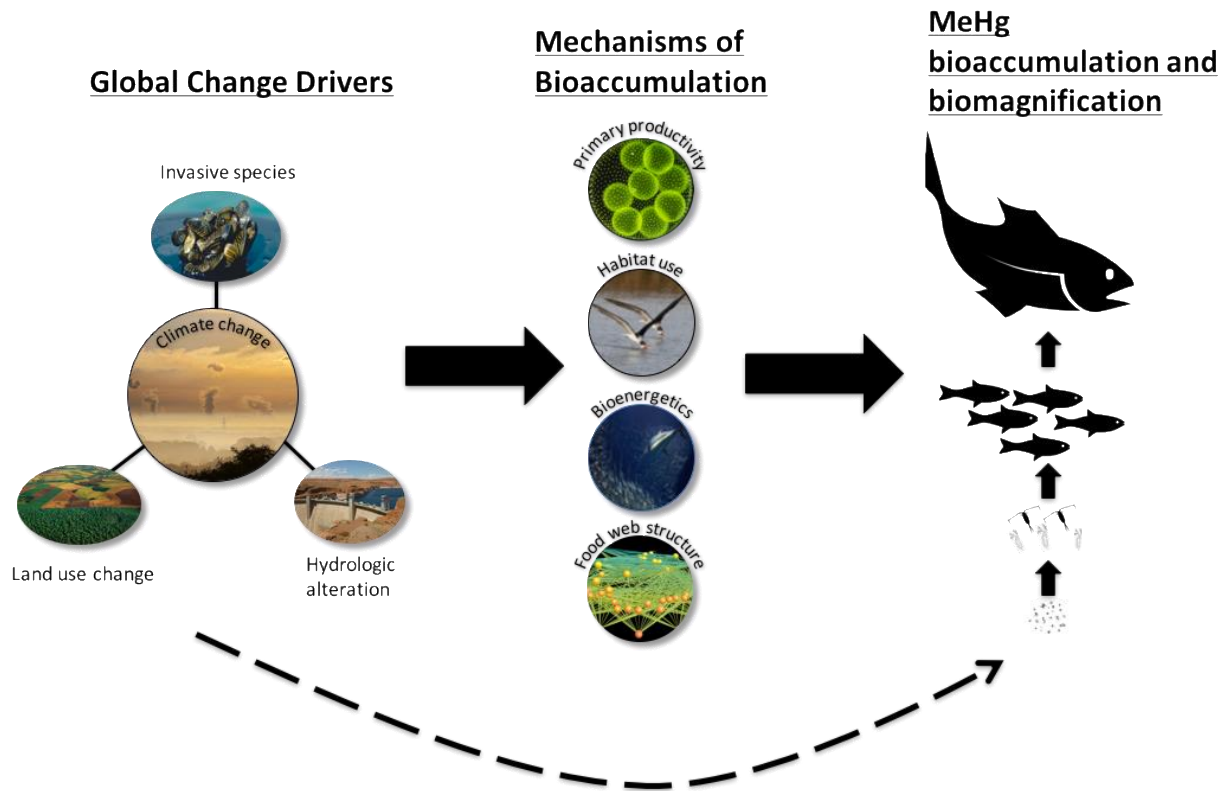 Global Change Drivers
Invasive species
Climate change
Land use change
Hydrologic
alteration
Mechanisms of
Bioaccumulation
Primary productivity
Habitat use
Bioenergetics
Food web structure
MeHg
bioaccumulation and
biomagnification